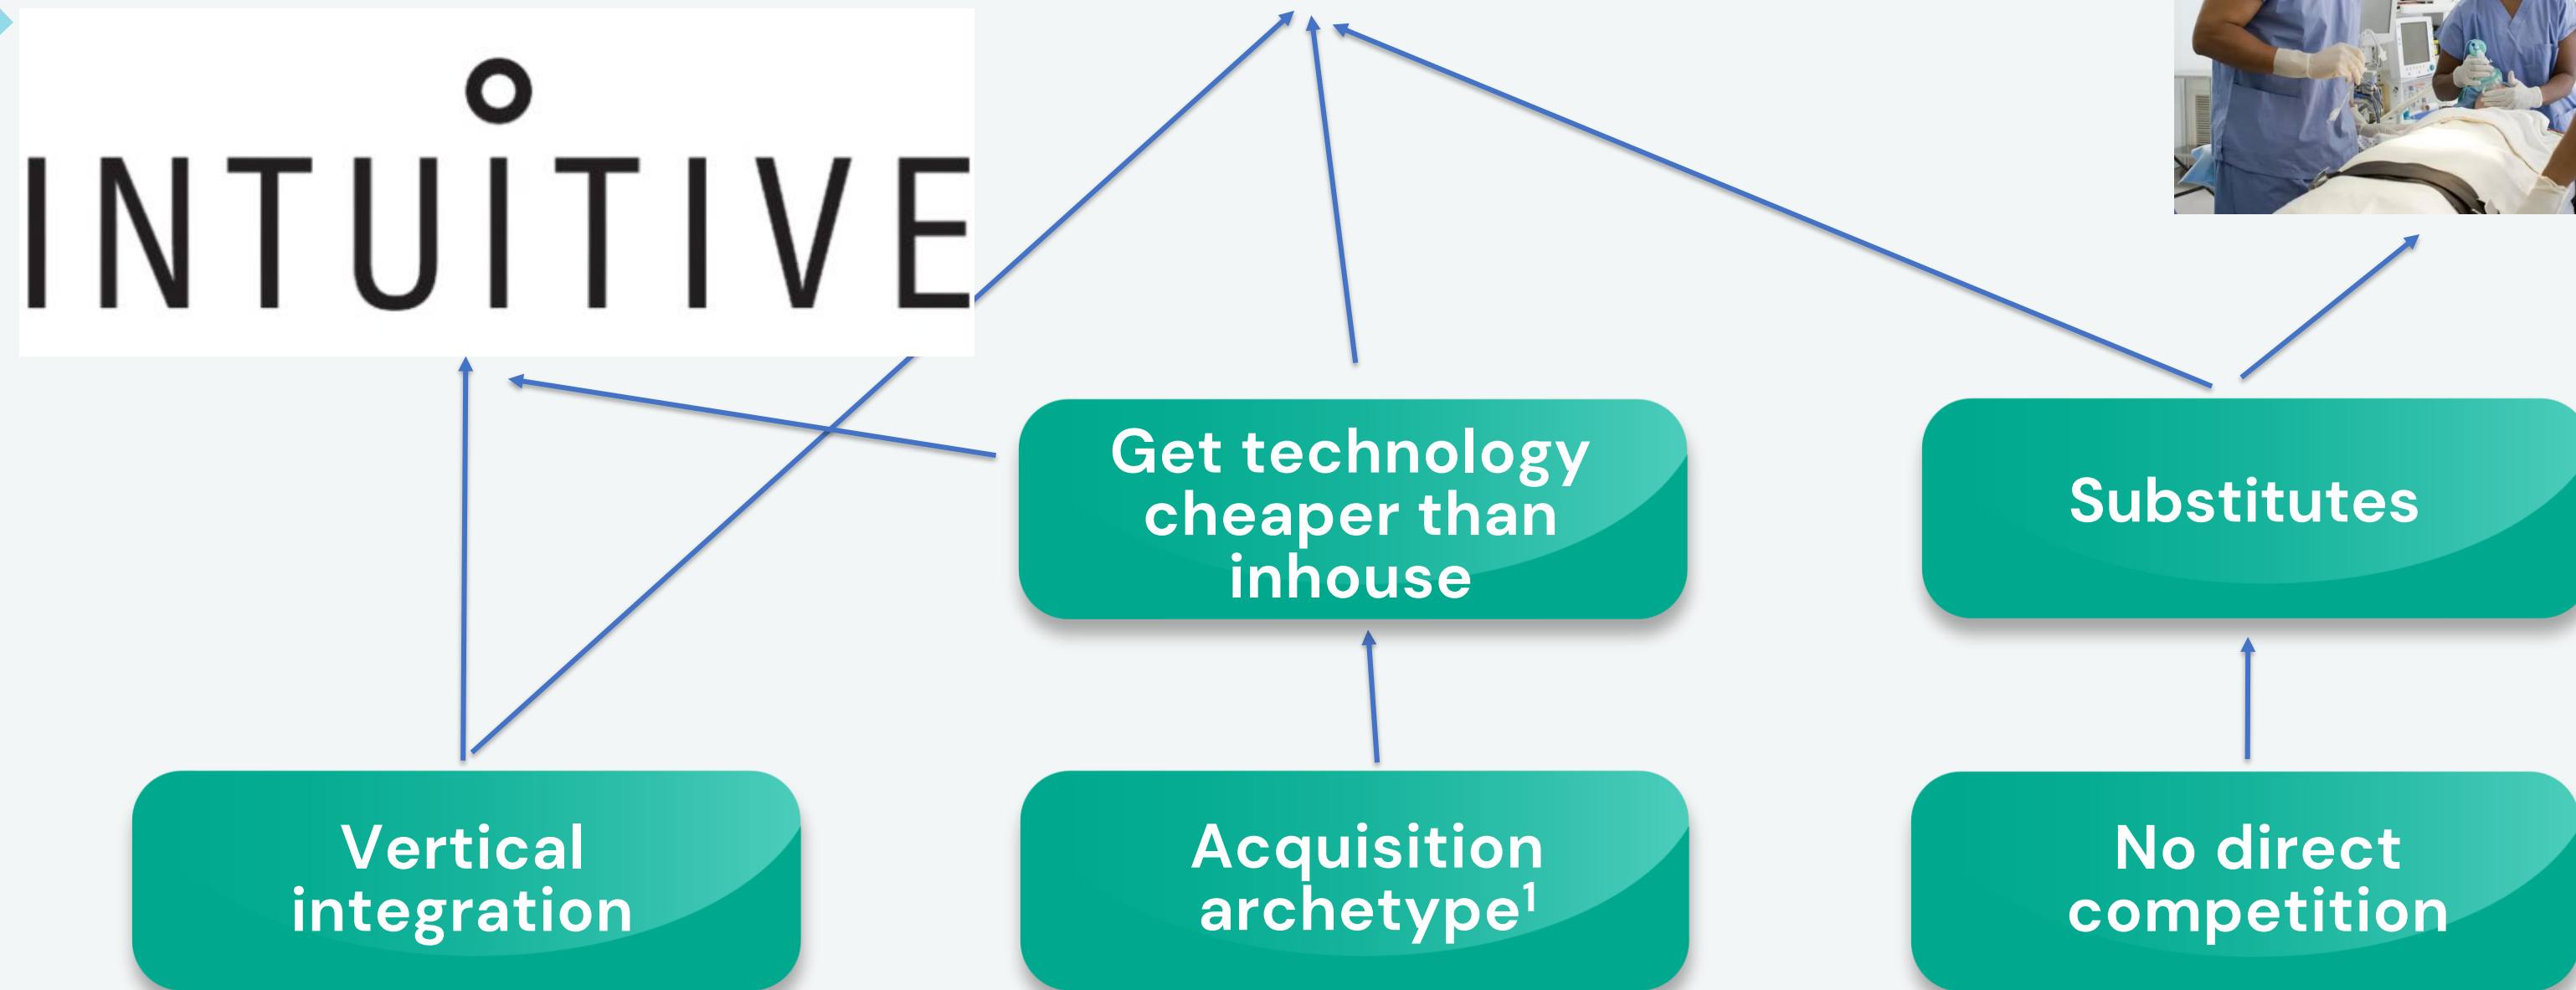 INTUITIVE
Get technology
cheaper than
inhouse
Substitutes
Vertical
integration
Acquisition
archetype¹
No direct
competition